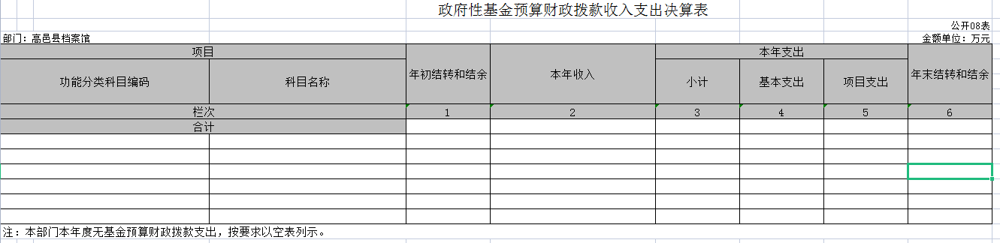 政府性基金预算财政拨款收入支出决算表
公开08表
部门：高邑县档案馆
金额单位：万元
项目
年初结转和结余
本年收入
本年支出
年末结转和结余
功能分类科目编码
科目名称
小计
基本支出
项目支出
栏次
1
2
3
4
5
6
合计
注：本部门本年度无基金预算财政拨款支出，按要求以空表列示。